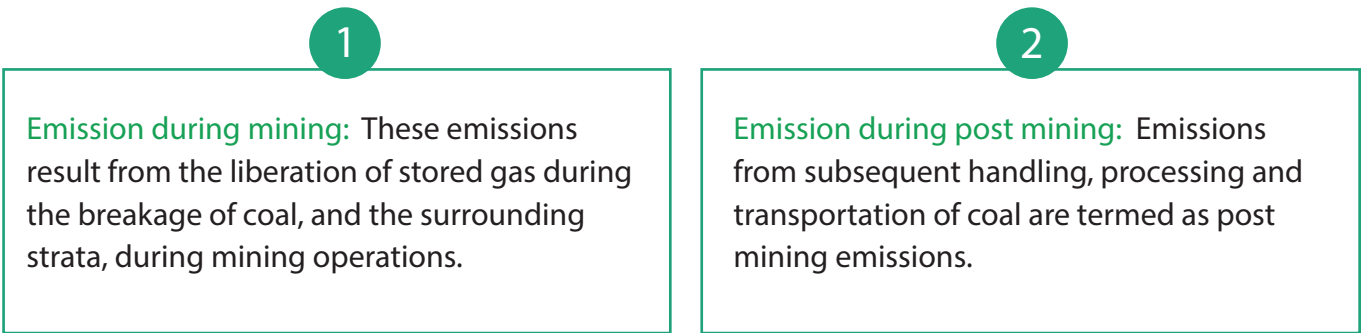 1
Emission during mining: These emissions
result from the liberation of stored gas during
the breakage of coal, and the surrounding
strata, during mining operations.
2
Emission during post mining: Emissions
from subsequent handling, processing and
transportation of coal are termed as post
mining emissions.